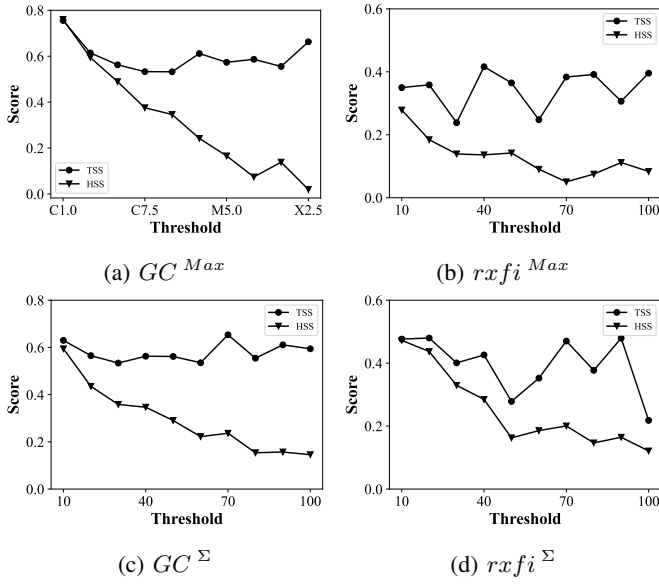 0.8
0.6
0.4
0.2
0.0
Score
TSS
HSS
C1.0 C7.5 M5.0 X2.5
Threshold
(a) GC Max
0.6
0.4
0.2
0.0
Score
TSS
HSS
10 40 70 100
Threshold
(b) rxfi Max
0.8
0.6
0.4
0.2
0.0
Score
TSS
HSS
10 40 70 100
Threshold
(c) GC Σ
0.6
0.4
0.2
0.0
Score
TSS
HSS
10 40 70 100
Threshold
(d) rxfi Σ